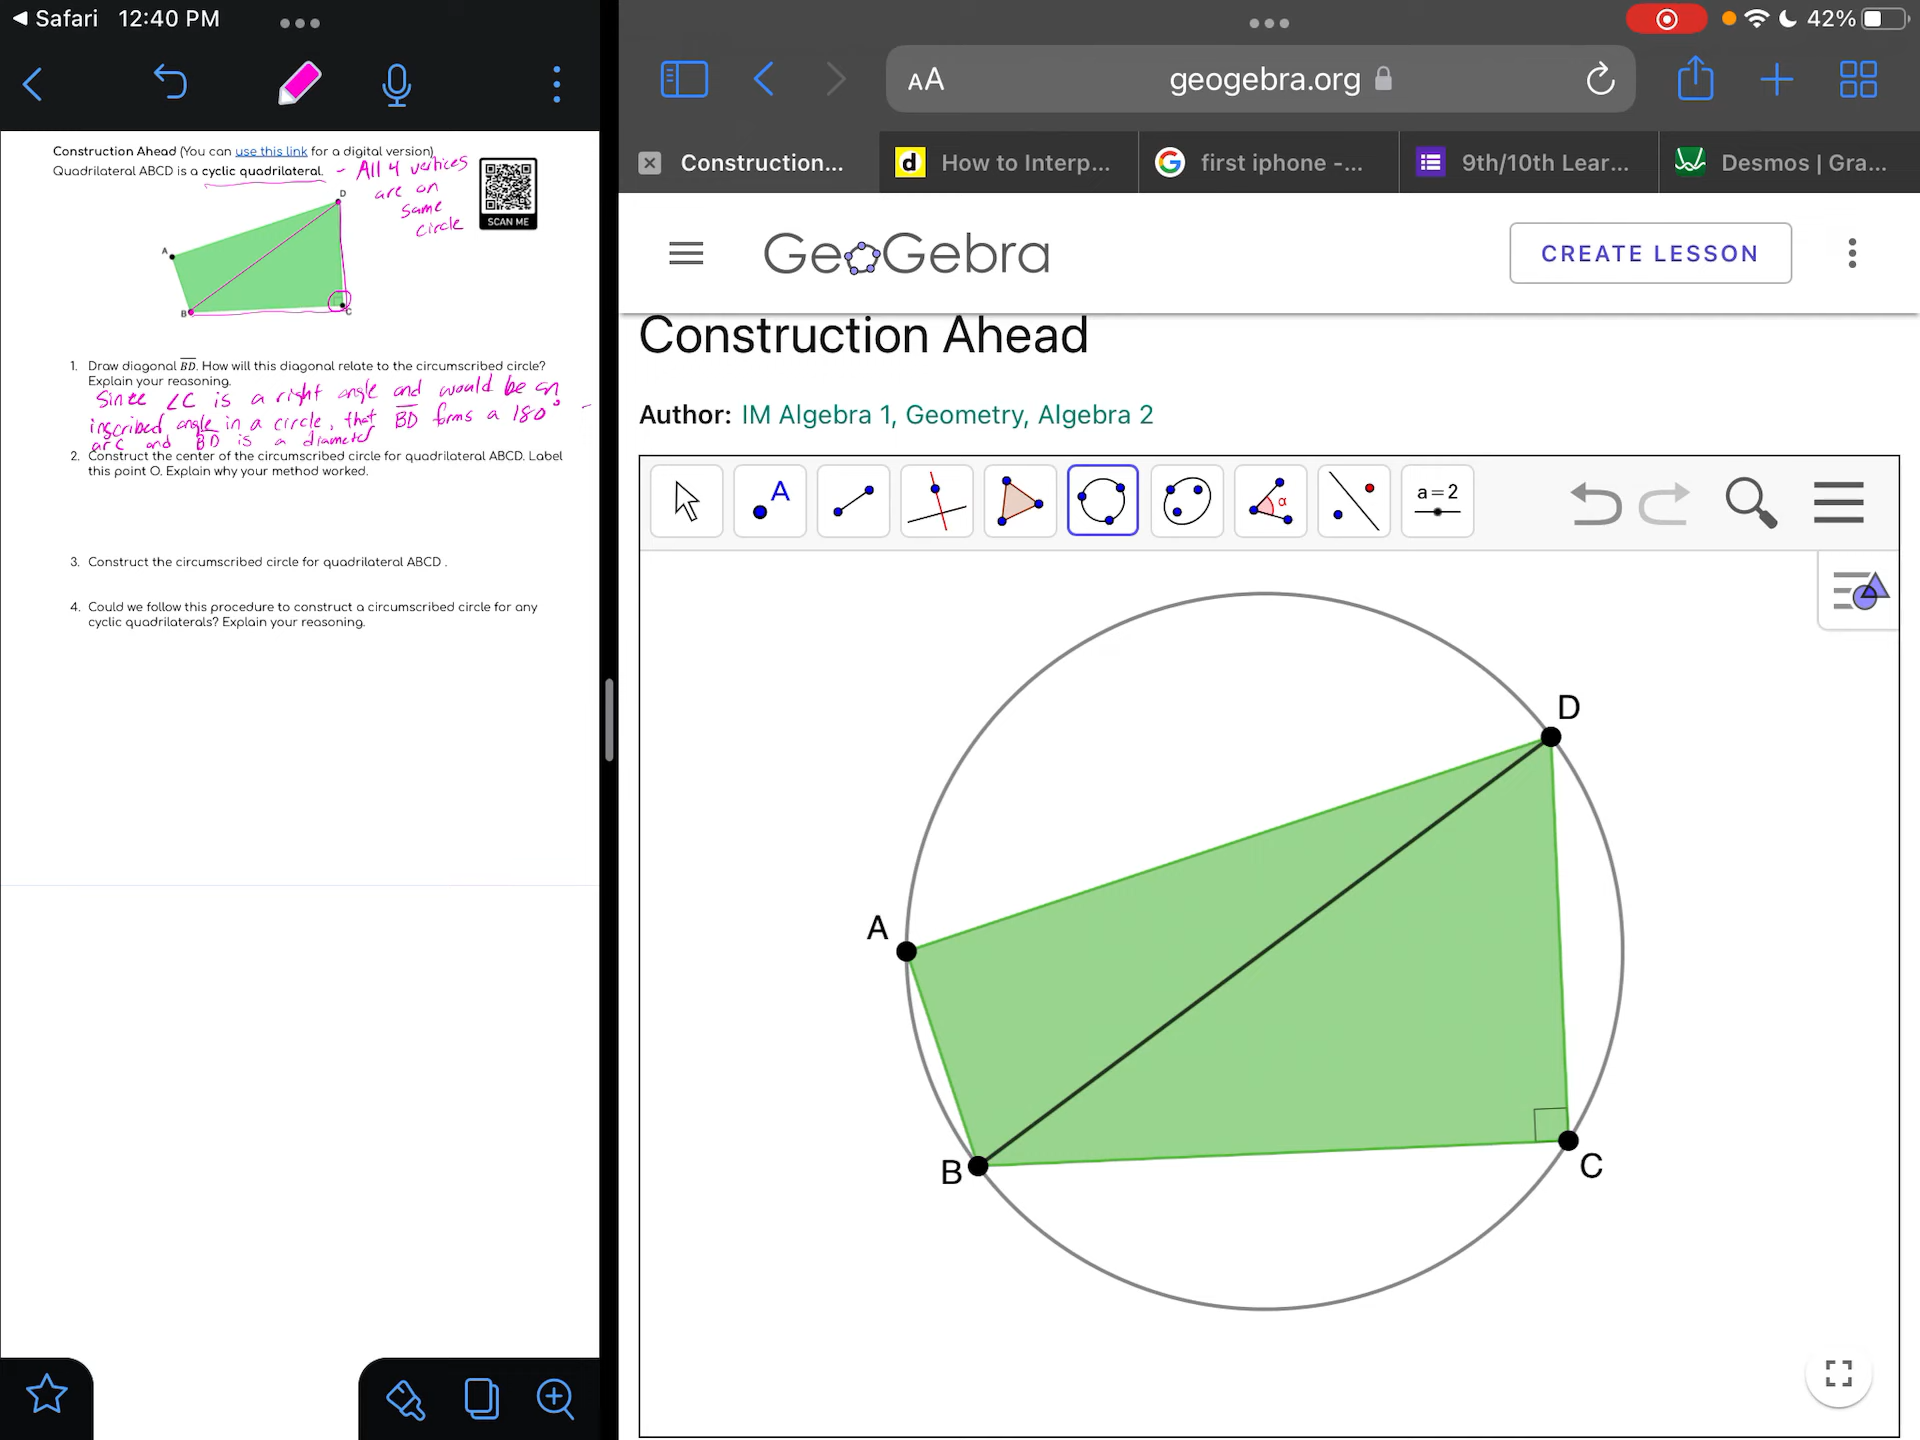 Safari 12:40 PM
42%
AA geogebra.org
Construction... How to Interp... first iphone -... 9th/10th Lear... Desmos | Gra...
Construction Ahead (You can use this link for a digital version)
Quadrilateral ABCD is a cyclic quadrilateral. - All 4 vertices
are on
same
circle
SCAN ME
D
A
B
C
1. Draw diagonal BD. How will this diagonal relate to the circumscribed circle?
Explain your reasoning.
Since ∠C is a right angle and would be an
inscribed angle in a circle, that BD forms a 180°
arc and BD is a diameter
2. Construct the center of the circumscribed circle for quadrilateral ABCD. Label
this point O. Explain why your method worked.
3. Construct the circumscribed circle for quadrilateral ABCD .
4. Could we follow this procedure to construct a circumscribed circle for any
cyclic quadrilaterals? Explain your reasoning.
GeoGebra
CREATE LESSON
Construction Ahead
Author: IM Algebra 1, Geometry, Algebra 2
A
α
a = 2
D
A
B
C